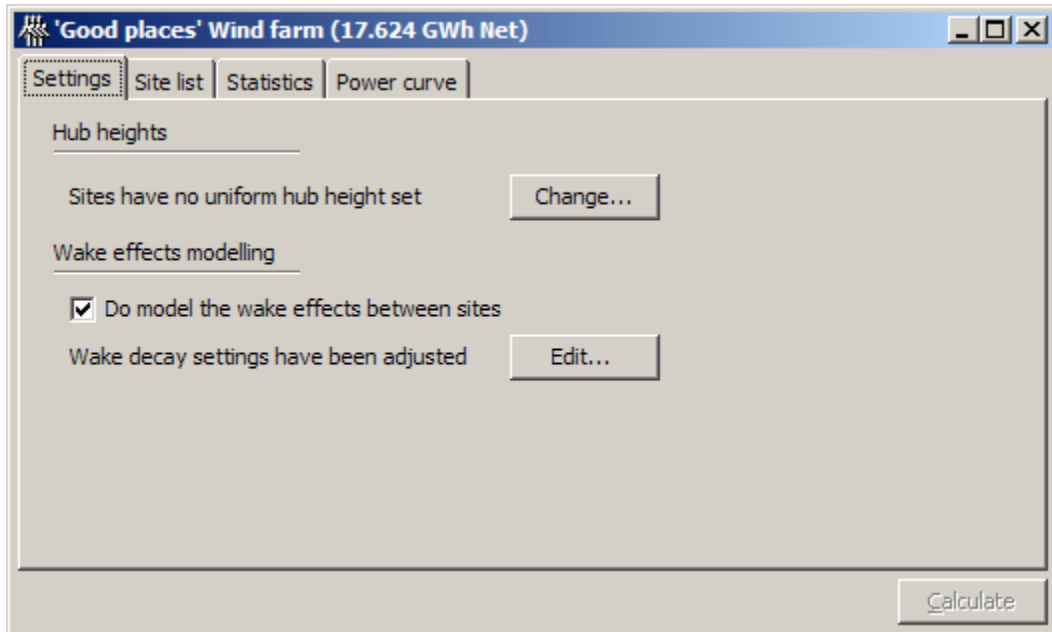 'Good places' Wind farm (17.624 GWh Net)
Settings Site list Statistics Power curve
Hub heights
Sites have no uniform hub height set Change...
Wake effects modelling
Do model the wake effects between sites
Wake decay settings have been adjusted Edit...
Calculate